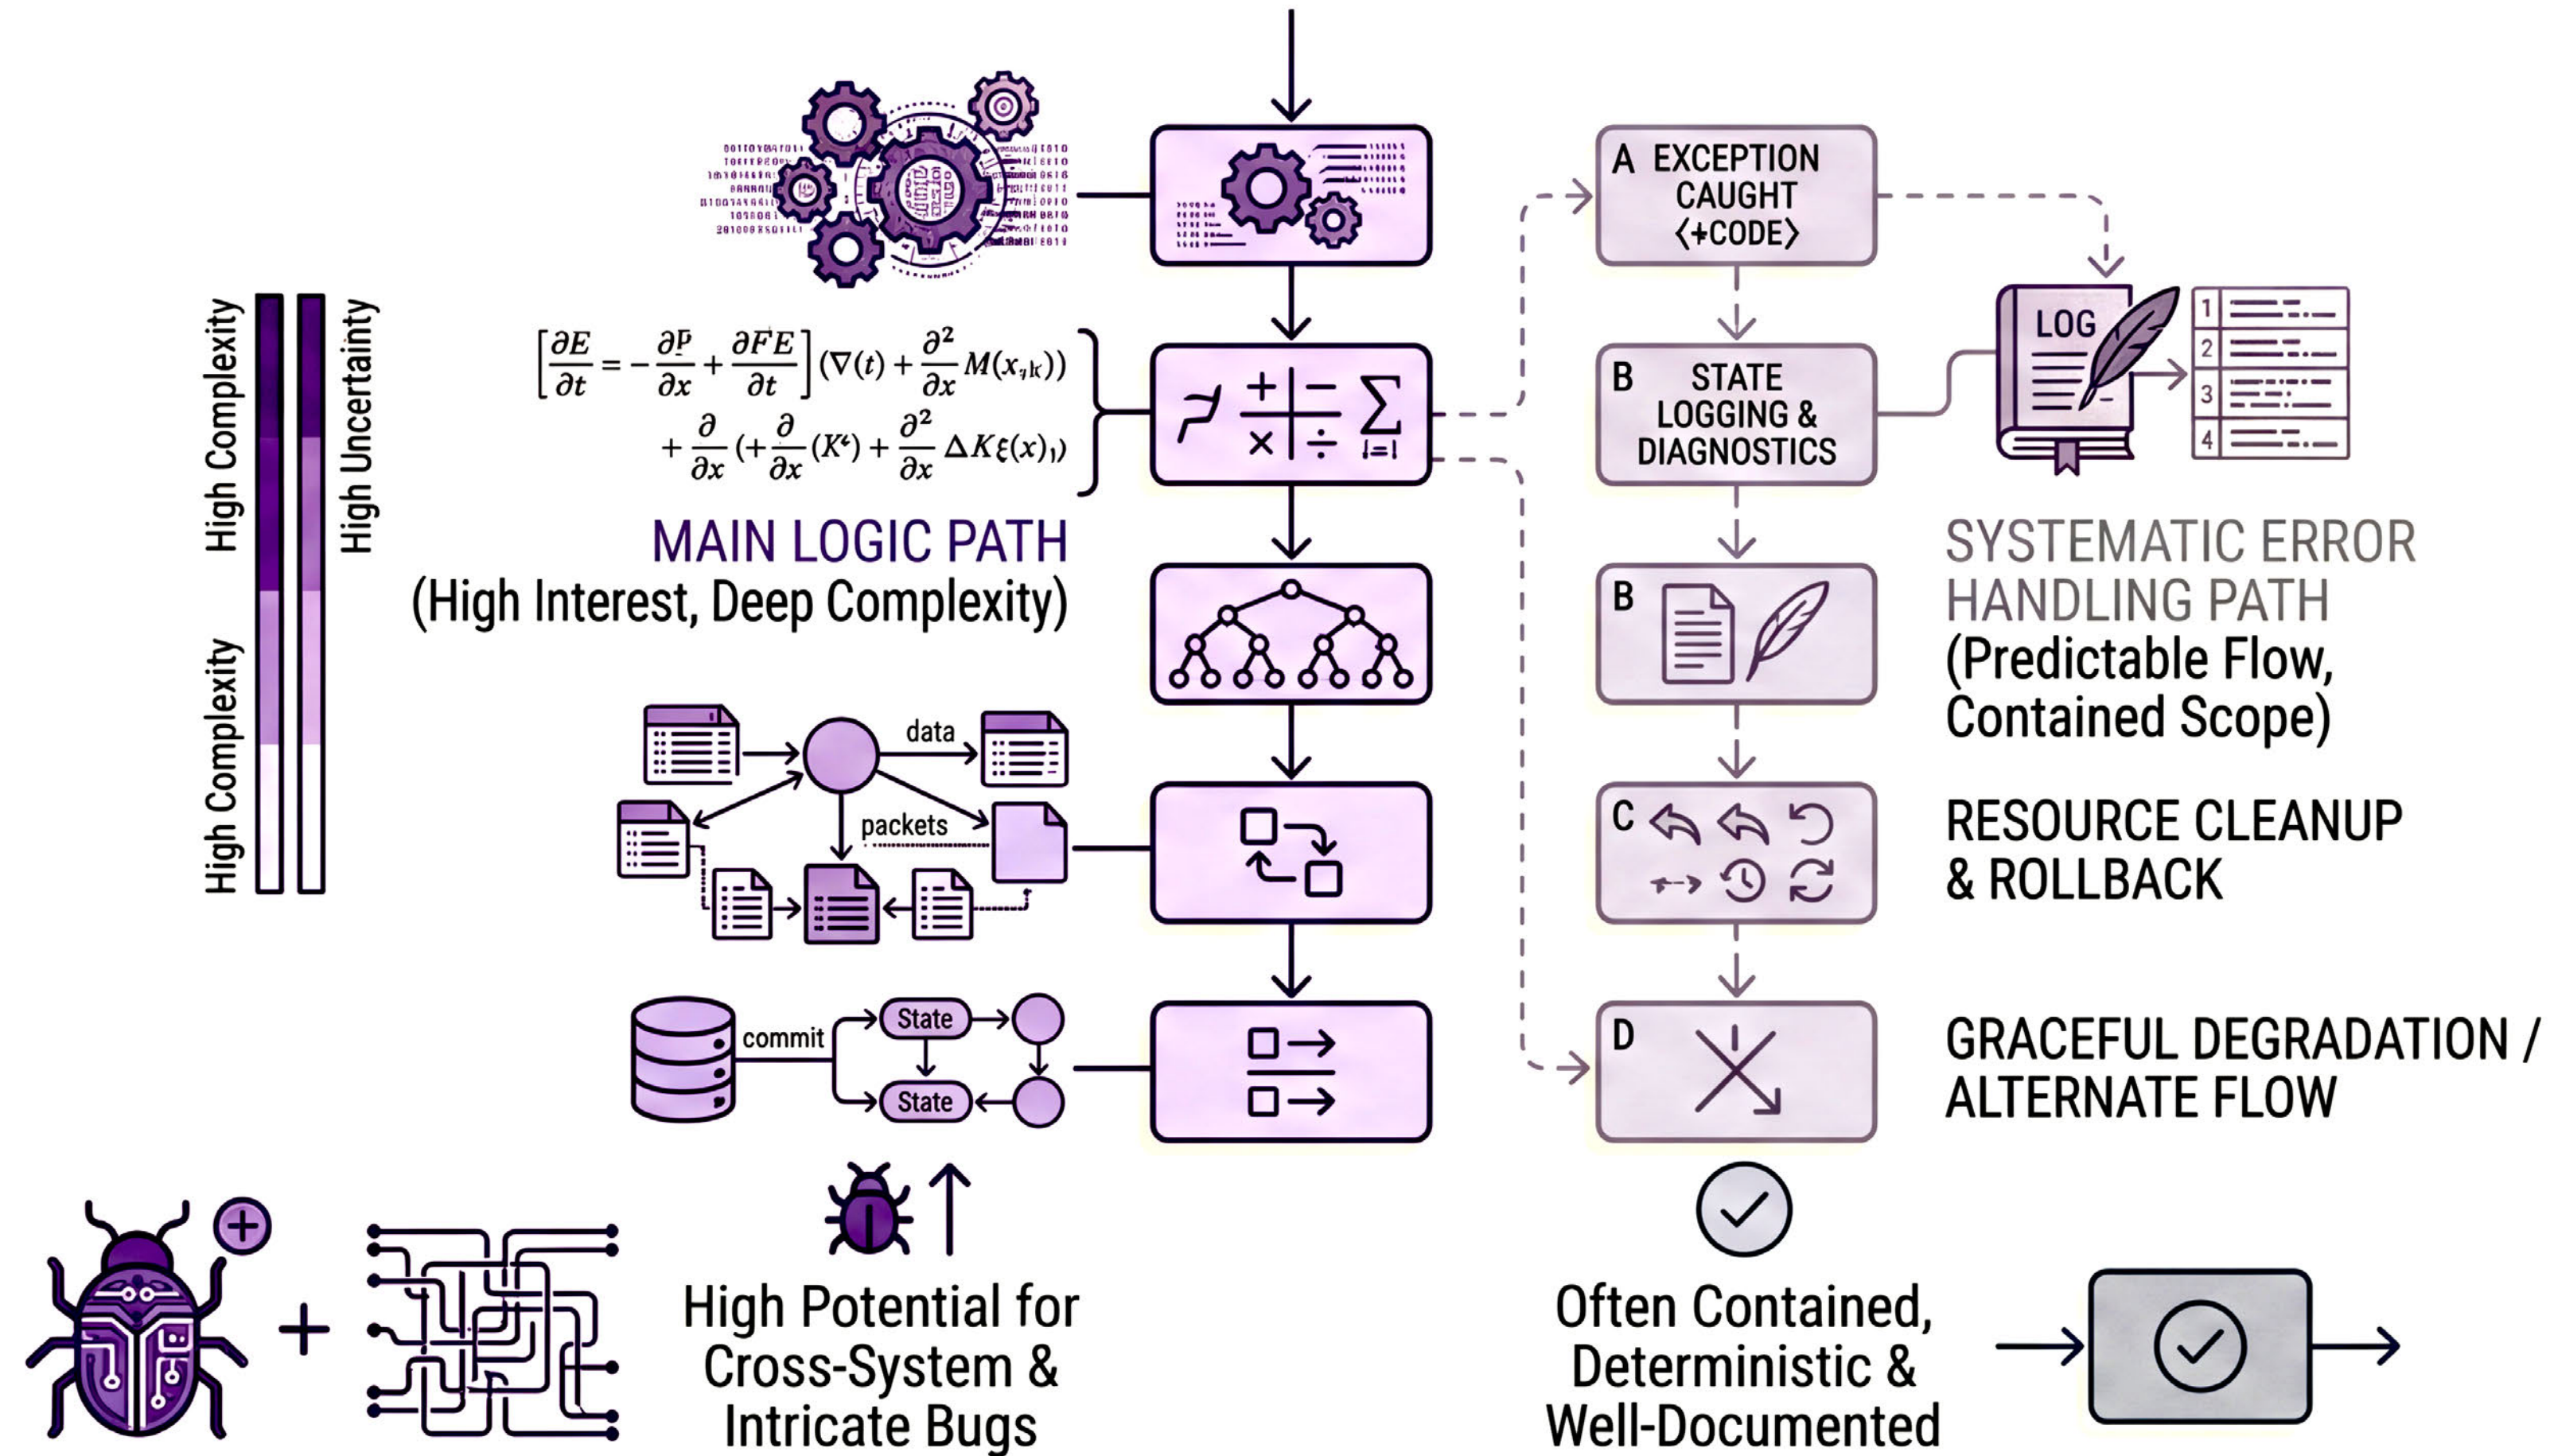 A EXCEPTION
CAUGHT
<+CODE>
LOG
1
2
3
4
High Complexity
High Uncertainty
High Complexity
B STATE
LOGGING &
DIAGNOSTICS
MAIN LOGIC PATH
(High Interest, Deep Complexity)
B
SYSTEMATIC ERROR
HANDLING PATH
(Predictable Flow,
Contained Scope)
data
packets
C
RESOURCE CLEANUP
& ROLLBACK
commit
State
State
D
GRACEFUL DEGRADATION /
ALTERNATE FLOW
High Potential for
Cross-System &
Intricate Bugs
Often Contained,
Deterministic &
Well-Documented